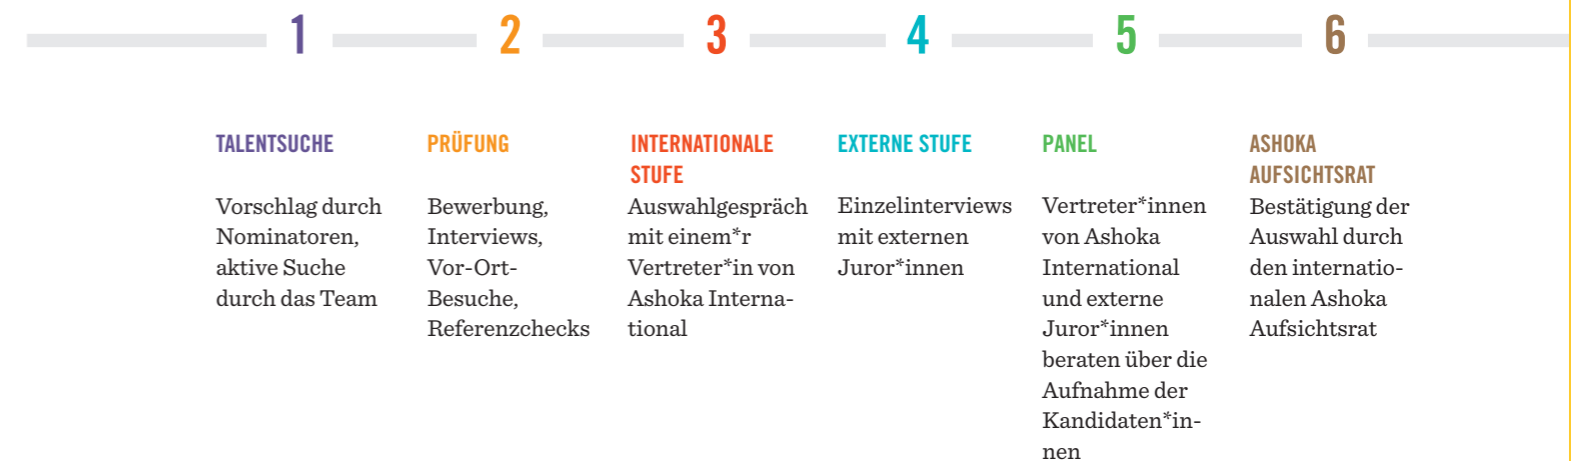 1
2
3
4
5
6
TALENTSUCHE
Vorschlag durch
Nominatoren,
aktive Suche
durch das Team
PRÜFUNG
Bewerbung,
Interviews,
Vor-Ort-
Besuche,
Referenzchecks
INTERNATIONALE
STUFE
Auswahlgespräch
mit einem*r
Vertreter*in von
Ashoka Interna-
tional
EXTERNE STUFE
Einzelinterviews
mit externen
Juror*innen
PANEL
Vertreter*innen
von Ashoka
International
und externe
Juror*innen
beraten über die
Aufnahme der
Kandidaten*in-
nen
ASHOKA
AUFSICHTSRAT
Bestätigung der
Auswahl durch
den internatio-
nalen Ashoka
Aufsichtsrat